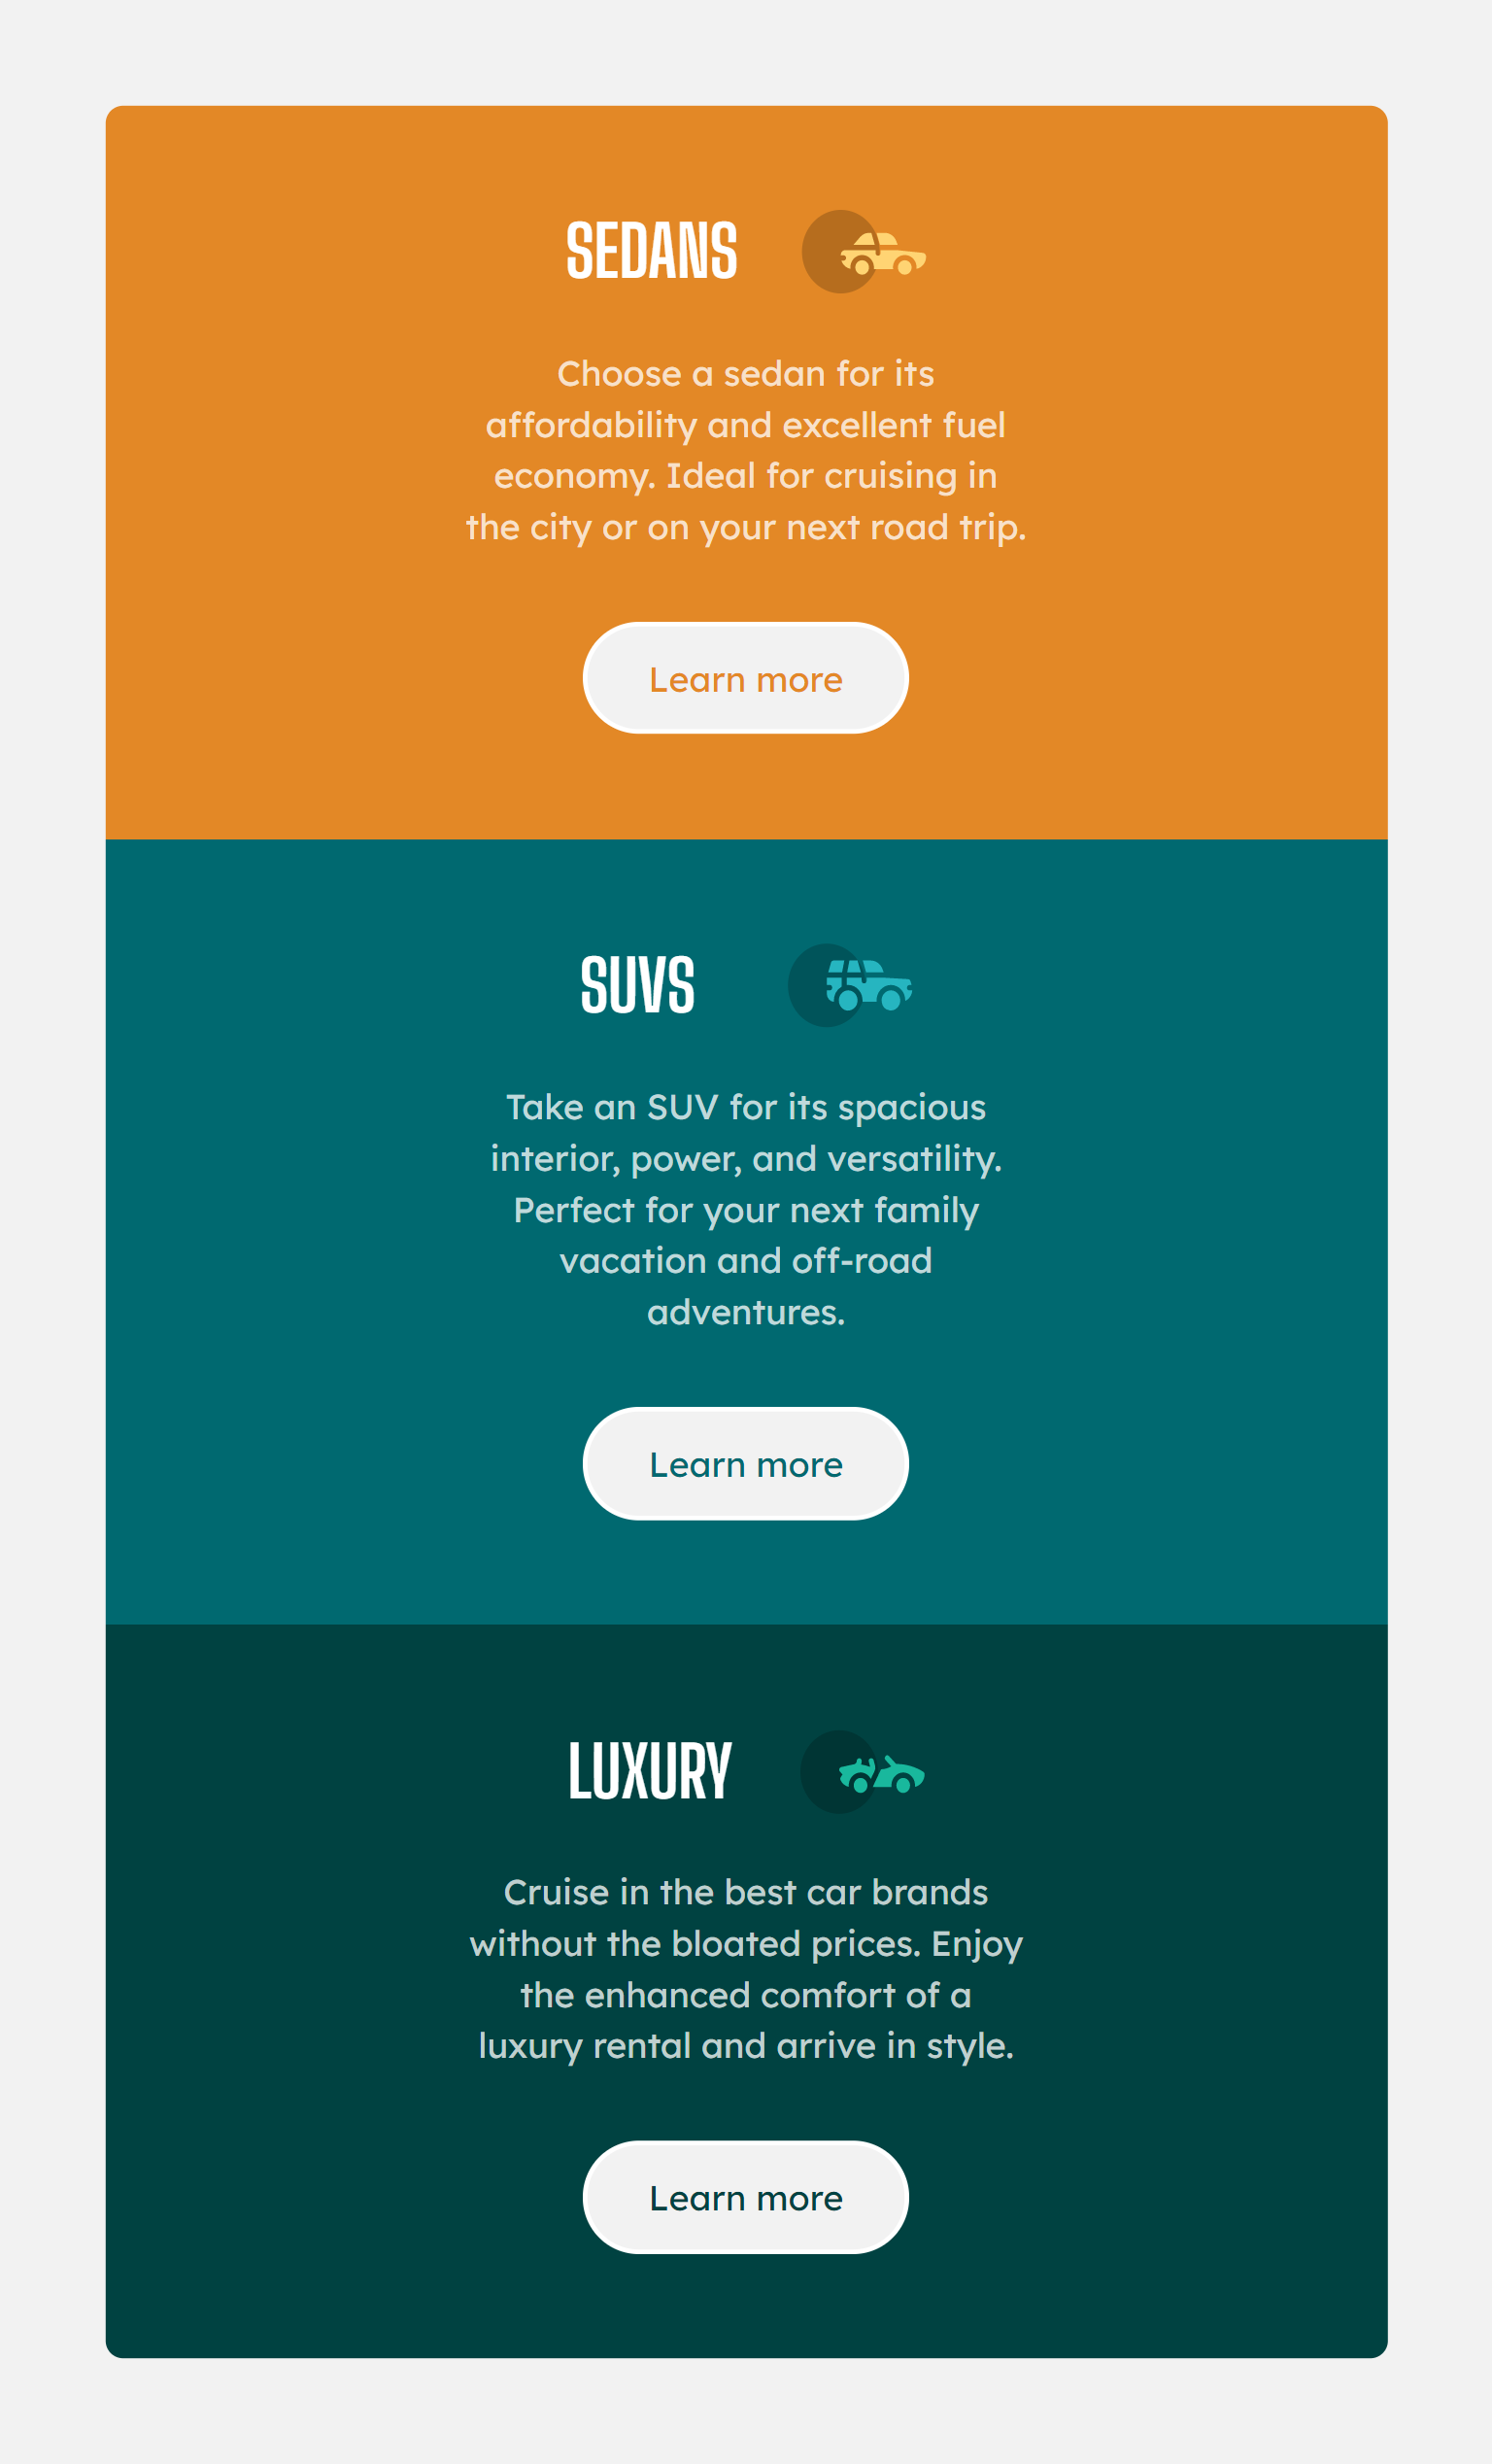 SEDANS
Choose a sedan for its
affordability and excellent fuel
economy. Ideal for cruising in
the city or on your next road trip.
Learn more
SUVS
Take an SUV for its spacious
interior, power, and versatility.
Perfect for your next family
vacation and off-road
adventures.
Learn more
LUXURY
Cruise in the best car brands
without the bloated prices. Enjoy
the enhanced comfort of a
luxury rental and arrive in style.
Learn more